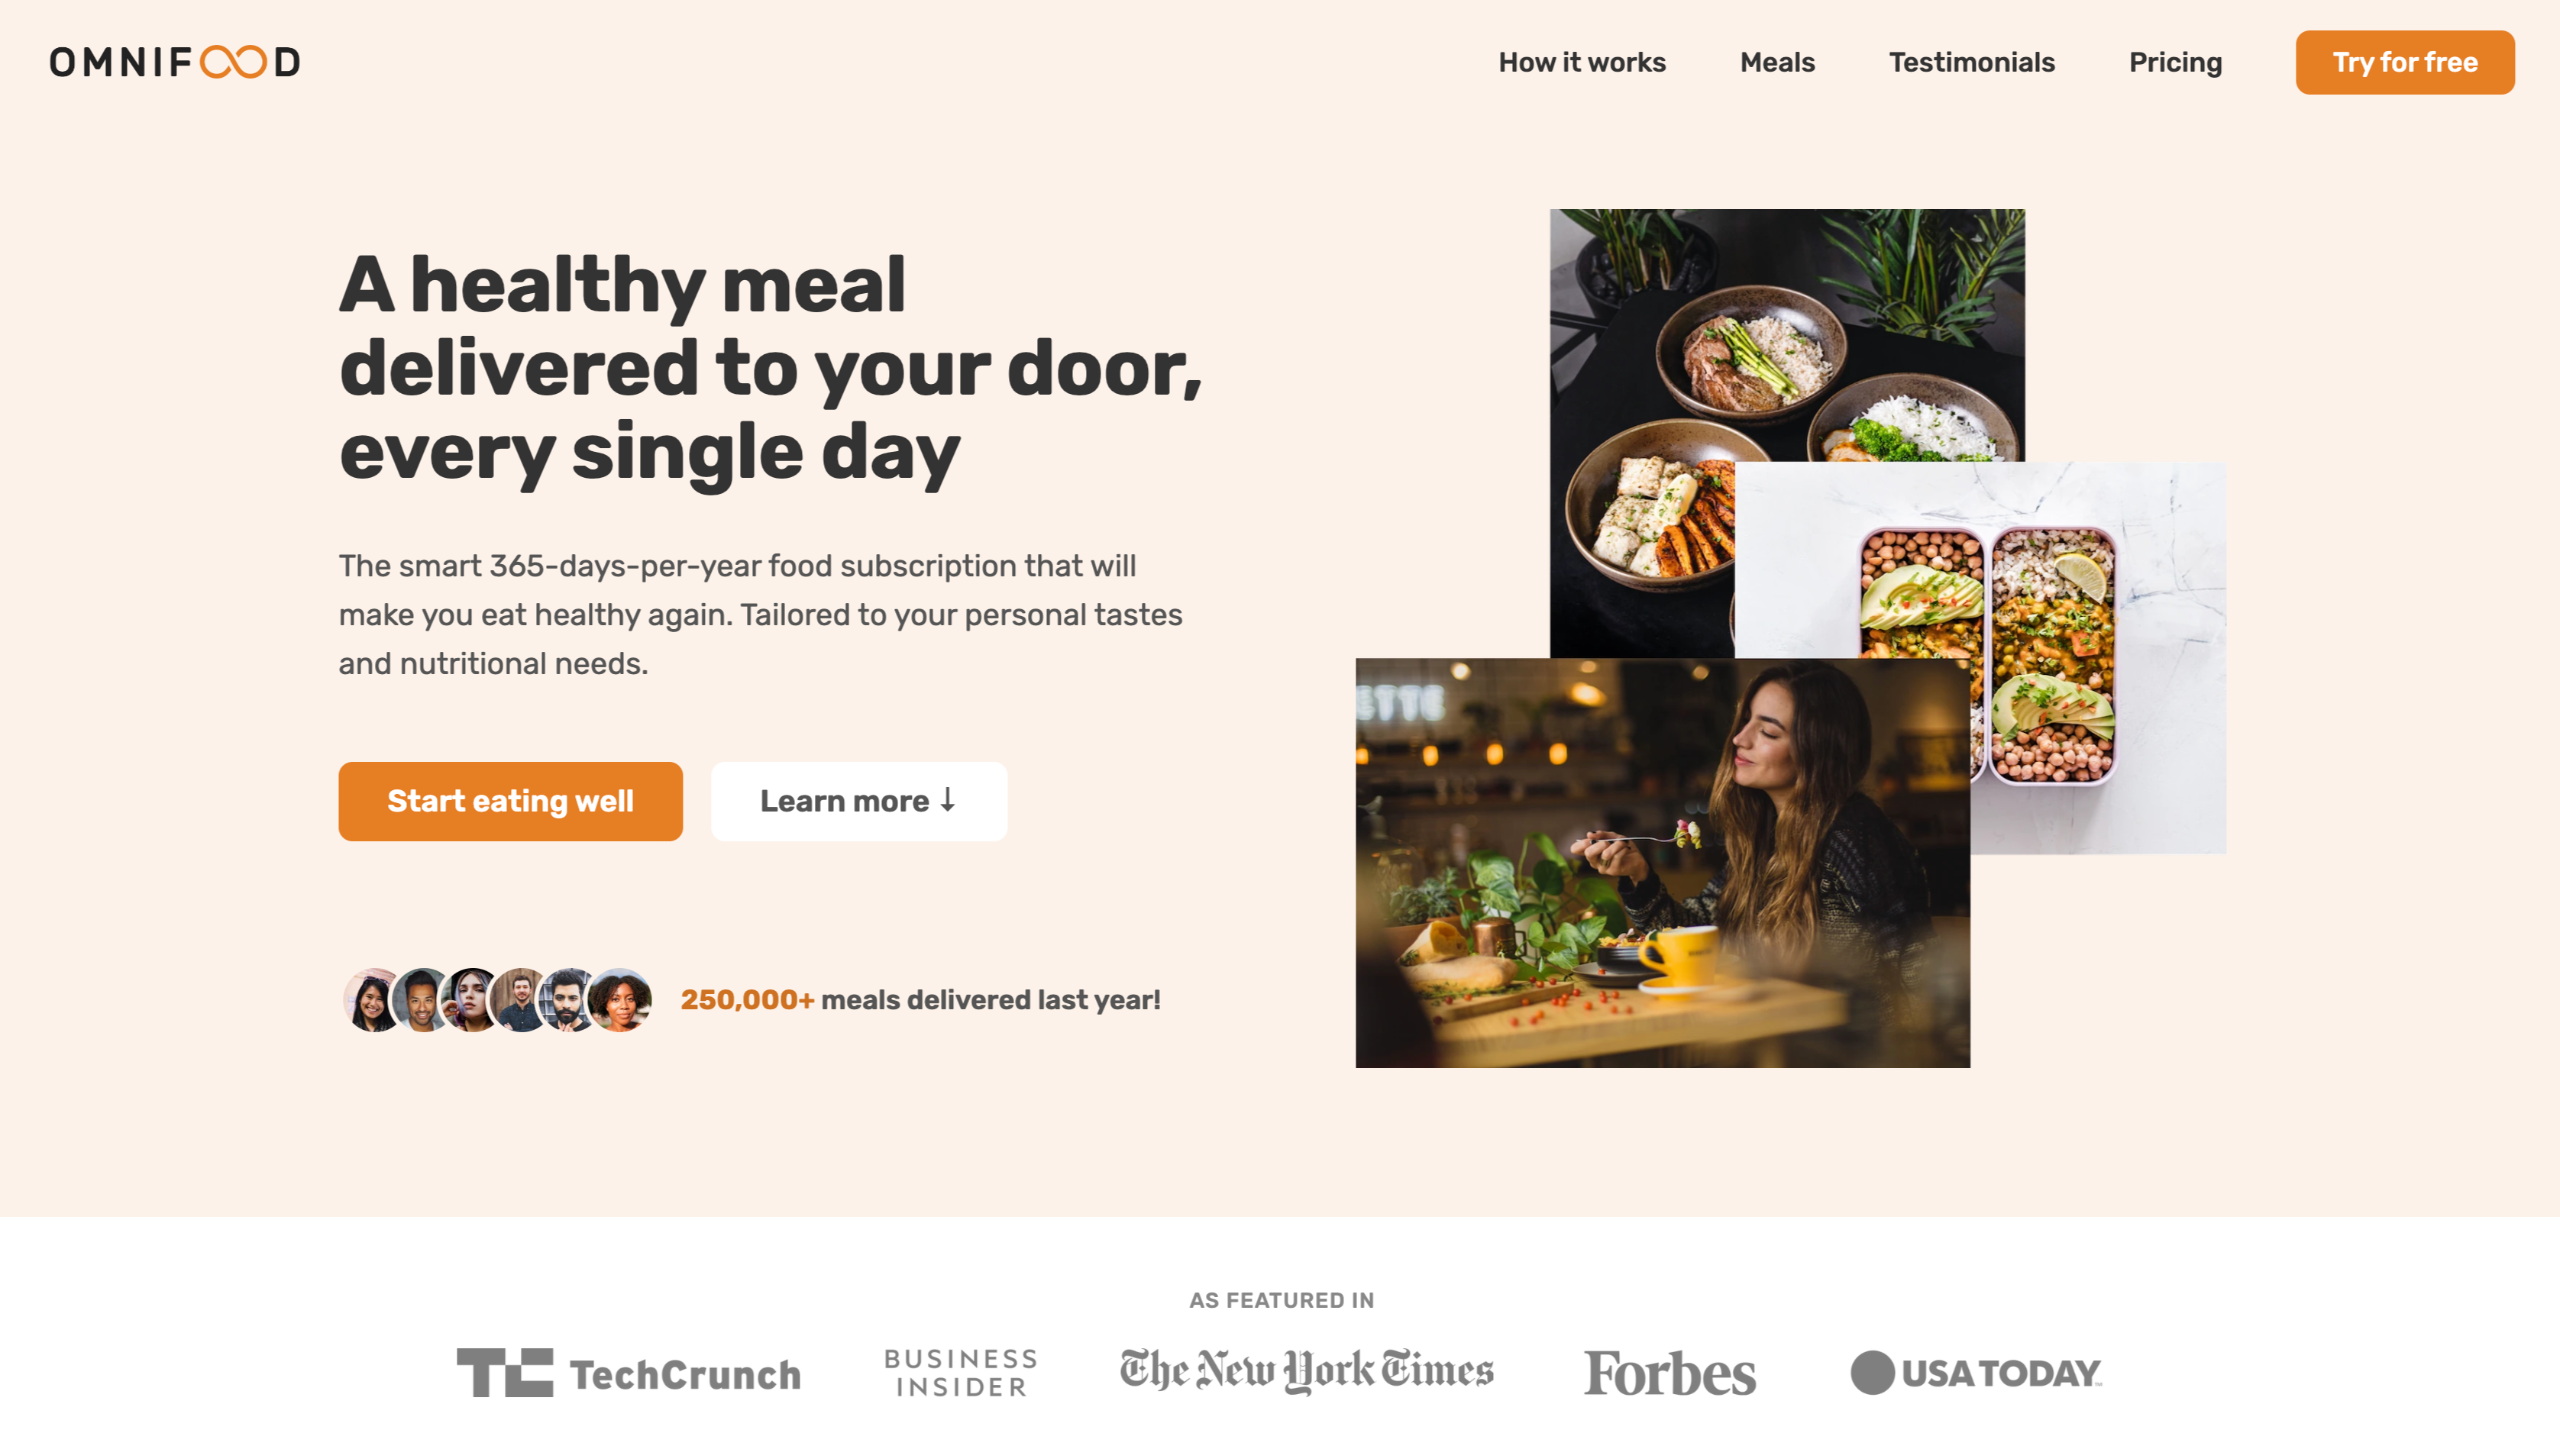 OMNIFOOD
How it works
Meals
Testimonials
Pricing
Try for free
A healthy meal
delivered to your door,
every single day
The smart 365-days-per-year food subscription that will
make you eat healthy again. Tailored to your personal tastes
and nutritional needs.
Start eating well
Learn more ↓
250,000+ meals delivered last year!
ETTE
AS FEATURED IN
TC TechCrunch
BUSINESS
INSIDER
The New York Times
Forbes
USA TODAY